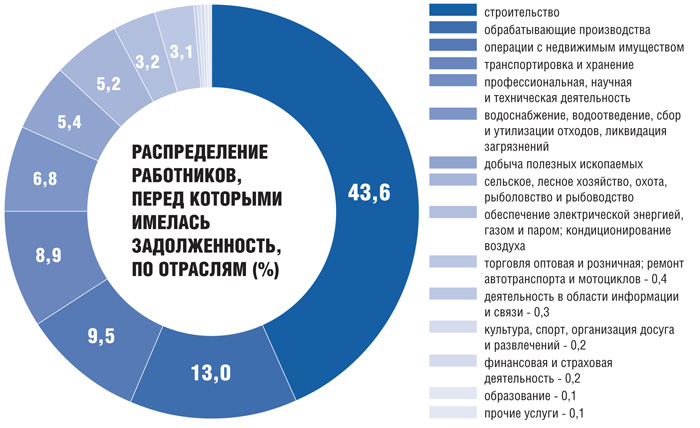 РАСПРЕДЕЛЕНИЕ
РАБОТНИКОВ,
ПЕРЕД КОТОРЫМИ
ИМЕЛАСЬ
ЗАДОЛЖЕННОСТЬ,
ПО ОТРАСЛЯМ (%)
43,6
13,0
9,5
8,9
6,8
5,4
5,2
3,2
3,1
строительство
обрабатывающие производства
операции с недвижимым имуществом
транспортировка и хранение
профессиональная, научная
и техническая деятельность
водоснабжение, водоотведение, сбор
и утилизации отходов, ликвидация
загрязнений
добыча полезных ископаемых
сельское, лесное хозяйство, охота,
рыболовство и рыбоводство
обеспечение электрической энергией,
газом и паром; кондиционирование
воздуха
торговля оптовая и розничная; ремонт
автотранспорта и мотоциклов - 0,4
деятельность в области информации
и связи - 0,3
культура, спорт, организация досуга
и развлечений - 0,2
финансовая и страховая
деятельность - 0,2
образование - 0,1
прочие услуги - 0,1